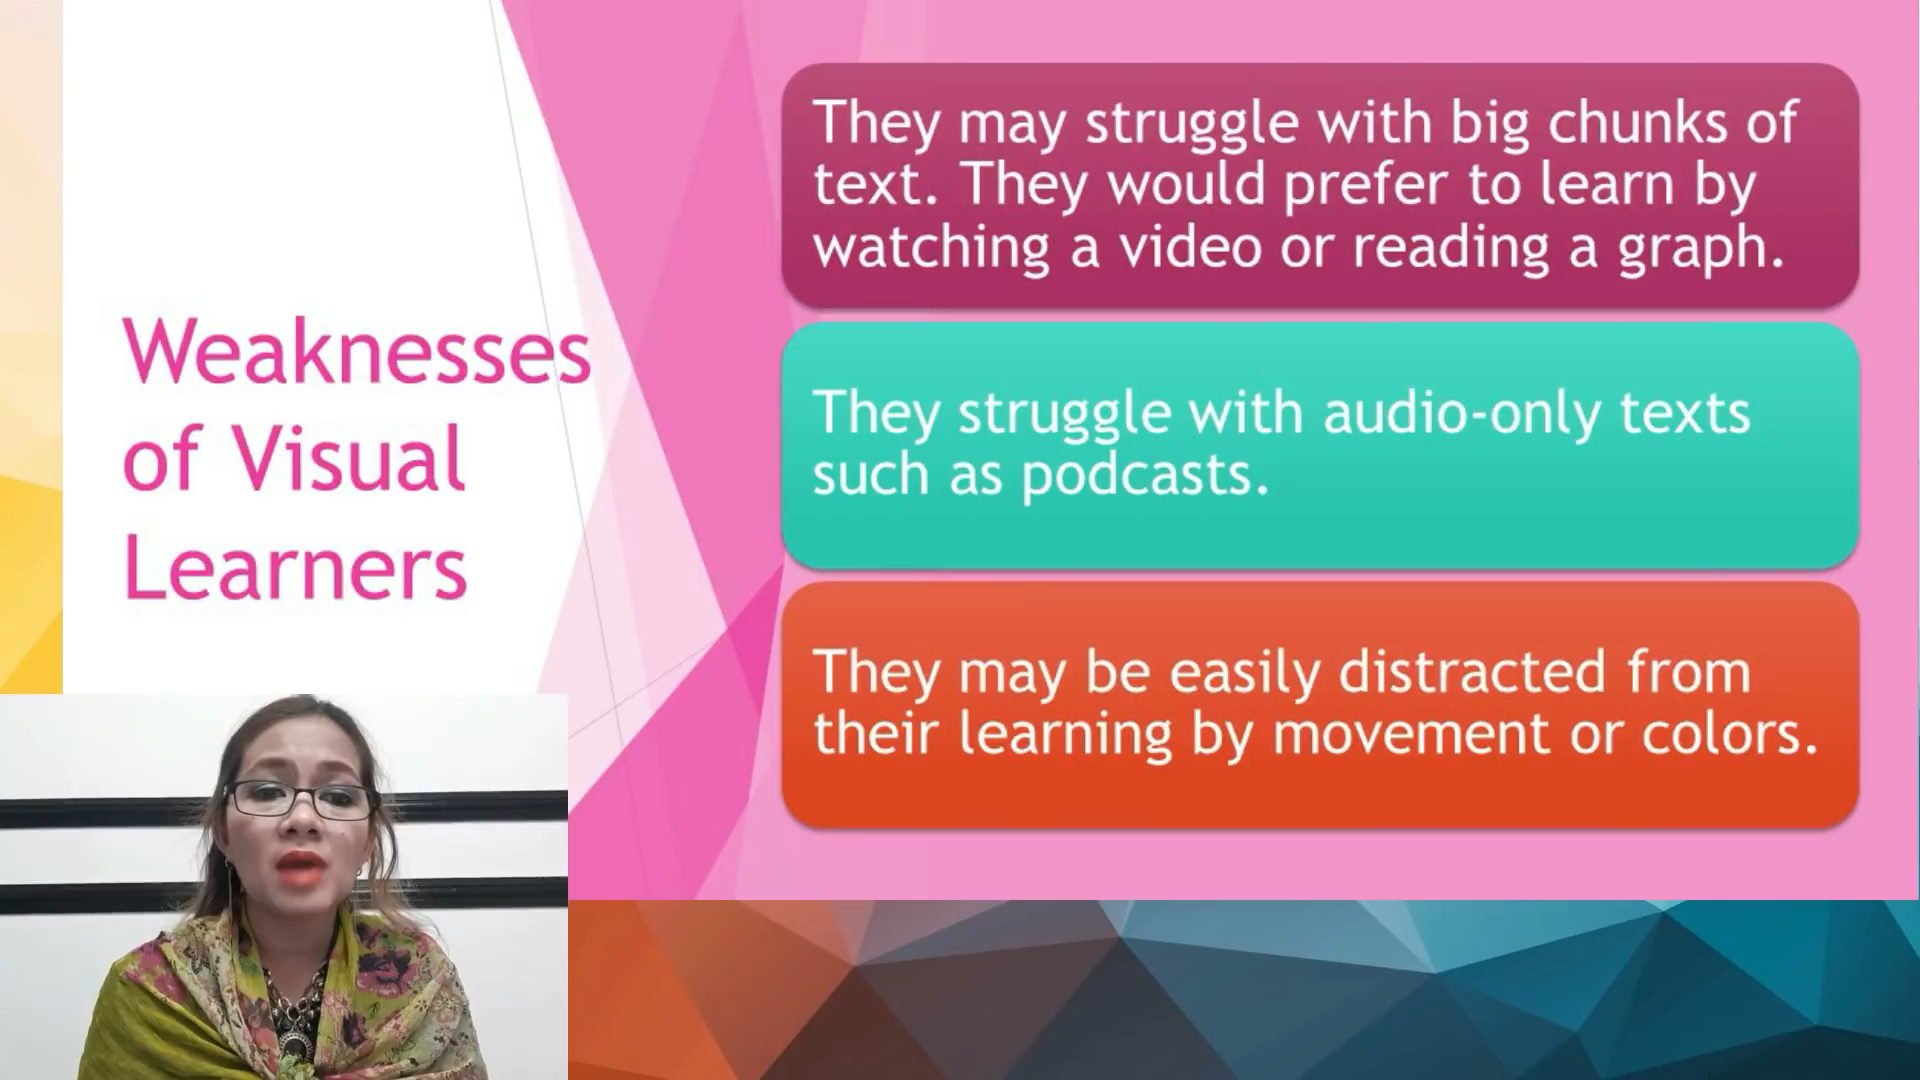 Weaknesses
of Visual
Learners
They may struggle with big chunks of
text. They would prefer to learn by
watching a video or reading a graph.
They struggle with audio-only texts
such as podcasts.
They may be easily distracted from
their learning by movement or colors.